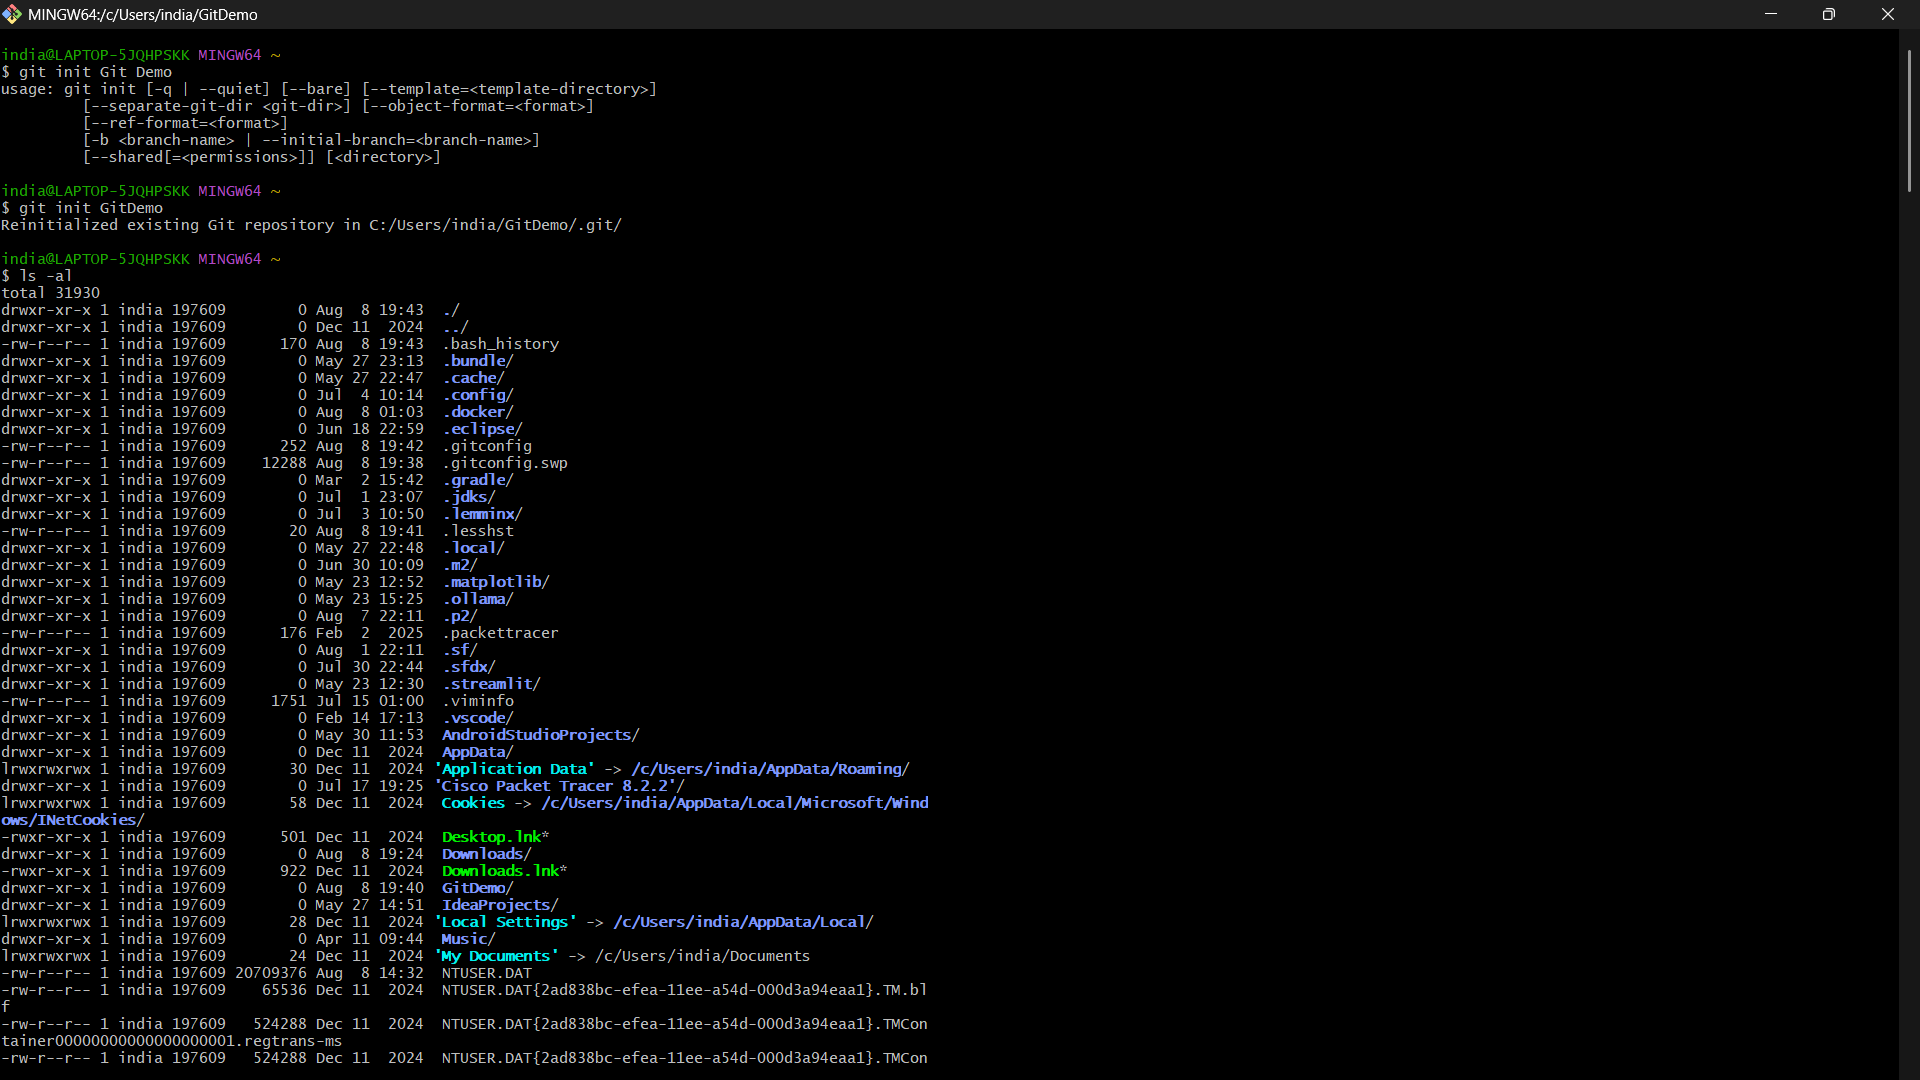 MINGW64:/c/Users/india/GitDemo
india@LAPTOP-5JQHPSKK MINGW64 ~
$ git init Git Demo
usage: git init [-q | --quiet] [--bare] [--template=<template-directory>]
         [--separate-git-dir <git-dir>] [--object-format=<format>]
         [--ref-format=<format>]
         [-b <branch-name> | --initial-branch=<branch-name>]
         [--shared[=<permissions>]] [<directory>]
india@LAPTOP-5JQHPSKK MINGW64 ~
$ git init GitDemo
Reinitialized existing Git repository in C:/Users/india/GitDemo/.git/
india@LAPTOP-5JQHPSKK MINGW64 ~
$ ls -al
total 31930
drwxr-xr-x 1 india 197609        0 Aug  8 19:43  ./
drwxr-xr-x 1 india 197609        0 Dec 11  2024  ../
-rw-r--r-- 1 india 197609      170 Aug  8 19:43  .bash_history
drwxr-xr-x 1 india 197609        0 May 27 23:13  .bundle/
drwxr-xr-x 1 india 197609        0 May 27 22:47  .cache/
drwxr-xr-x 1 india 197609        0 Jul  4 10:14  .config/
drwxr-xr-x 1 india 197609        0 Aug  8 01:03  .docker/
drwxr-xr-x 1 india 197609        0 Jun 18 22:59  .eclipse/
-rw-r--r-- 1 india 197609      252 Aug  8 19:42  .gitconfig
-rw-r--r-- 1 india 197609    12288 Aug  8 19:38  .gitconfig.swp
drwxr-xr-x 1 india 197609        0 Mar  2 15:42  .gradle/
drwxr-xr-x 1 india 197609        0 Jul  1 23:07  .jdks/
drwxr-xr-x 1 india 197609        0 Jul  3 10:50  .lemminx/
-rw-r--r-- 1 india 197609       20 Aug  8 19:41  .lesshst
drwxr-xr-x 1 india 197609        0 May 27 22:48  .local/
drwxr-xr-x 1 india 197609        0 Jun 30 10:09  .m2/
drwxr-xr-x 1 india 197609        0 May 23 12:52  .matplotlib/
drwxr-xr-x 1 india 197609        0 May 23 15:25  .ollama/
drwxr-xr-x 1 india 197609        0 Aug  7 22:11  .p2/
-rw-r--r-- 1 india 197609      176 Feb  2  2025  .packettracer
drwxr-xr-x 1 india 197609        0 Aug  1 22:11  .sf/
drwxr-xr-x 1 india 197609        0 Jul 30 22:44  .sfdx/
drwxr-xr-x 1 india 197609        0 May 23 12:30  .streamlit/
-rw-r--r-- 1 india 197609     1751 Jul 15 01:00  .viminfo
drwxr-xr-x 1 india 197609        0 Feb 14 17:13  .vscode/
drwxr-xr-x 1 india 197609        0 May 30 11:53  AndroidStudioProjects/
drwxr-xr-x 1 india 197609        0 Dec 11  2024  AppData/
lrwxrwxrwx 1 india 197609       30 Dec 11  2024 'Application Data' -> /c/Users/india/AppData/Roaming/
drwxr-xr-x 1 india 197609        0 Jul 17 19:25 'Cisco Packet Tracer 8.2.2'/
lrwxrwxrwx 1 india 197609       58 Dec 11  2024  Cookies -> /c/Users/india/AppData/Local/Microsoft/Wind
ows/INetCookies/
-rwxr-xr-x 1 india 197609      501 Dec 11  2024  Desktop.lnk*
drwxr-xr-x 1 india 197609        0 Aug  8 19:24  Downloads/
-rwxr-xr-x 1 india 197609      922 Dec 11  2024  Downloads.lnk*
drwxr-xr-x 1 india 197609        0 Aug  8 19:40  GitDemo/
drwxr-xr-x 1 india 197609        0 May 27 14:51  IdeaProjects/
lrwxrwxrwx 1 india 197609       28 Dec 11  2024 'Local Settings' -> /c/Users/india/AppData/Local/
drwxr-xr-x 1 india 197609        0 Apr 11 09:44  Music/
lrwxrwxrwx 1 india 197609       24 Dec 11  2024 'My Documents' -> /c/Users/india/Documents
-rw-r--r-- 1 india 197609 20709376 Aug  8 14:32  NTUSER.DAT
-rw-r--r-- 1 india 197609    65536 Dec 11  2024  NTUSER.DAT{2ad838bc-efea-11ee-a54d-000d3a94eaa1}.TM.bl
f
-rw-r--r-- 1 india 197609   524288 Dec 11  2024  NTUSER.DAT{2ad838bc-efea-11ee-a54d-000d3a94eaa1}.TMCon
tainer00000000000000000001.regtrans-ms
-rw-r--r-- 1 india 197609   524288 Dec 11  2024  NTUSER.DAT{2ad838bc-efea-11ee-a54d-000d3a94eaa1}.TMCon